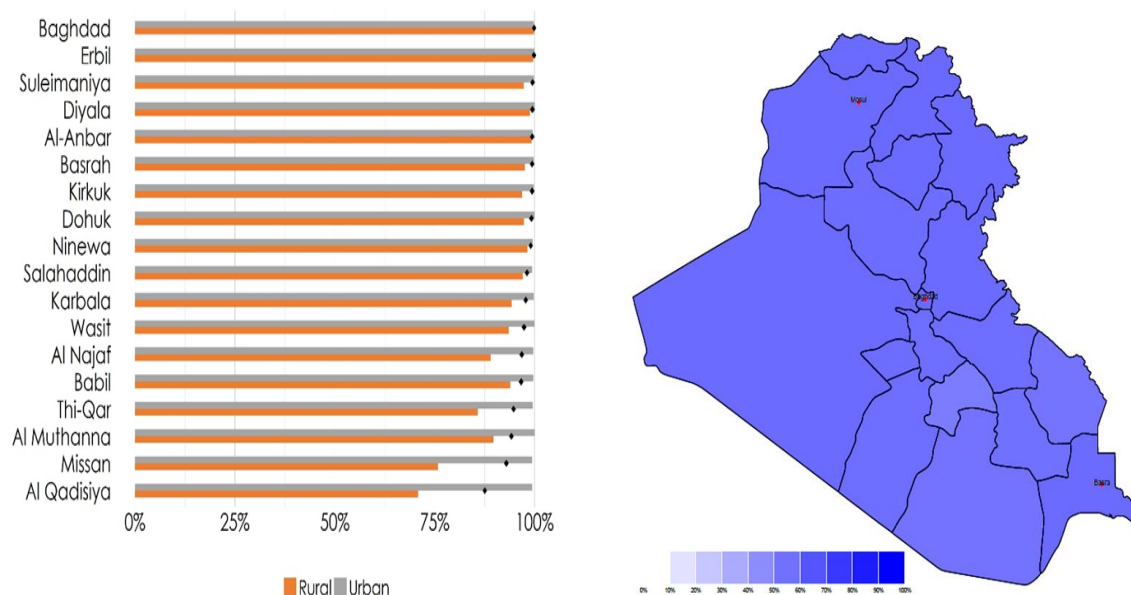 Baghdad
Erbil
Suleimaniya
Diyala
Al-Anbar
Basrah
Kirkuk
Dohuk
Ninewa
Salahaddin
Karbala
Wasit
Al Najaf
Babil
Thi-Qar
Al Muthanna
Missan
Al Qadisiya
0% 25% 50% 75% 100%
Rural Urban
Mosul
Baghdad
Basra
0% 10% 20% 30% 40% 50% 60% 70% 80% 90% 100%